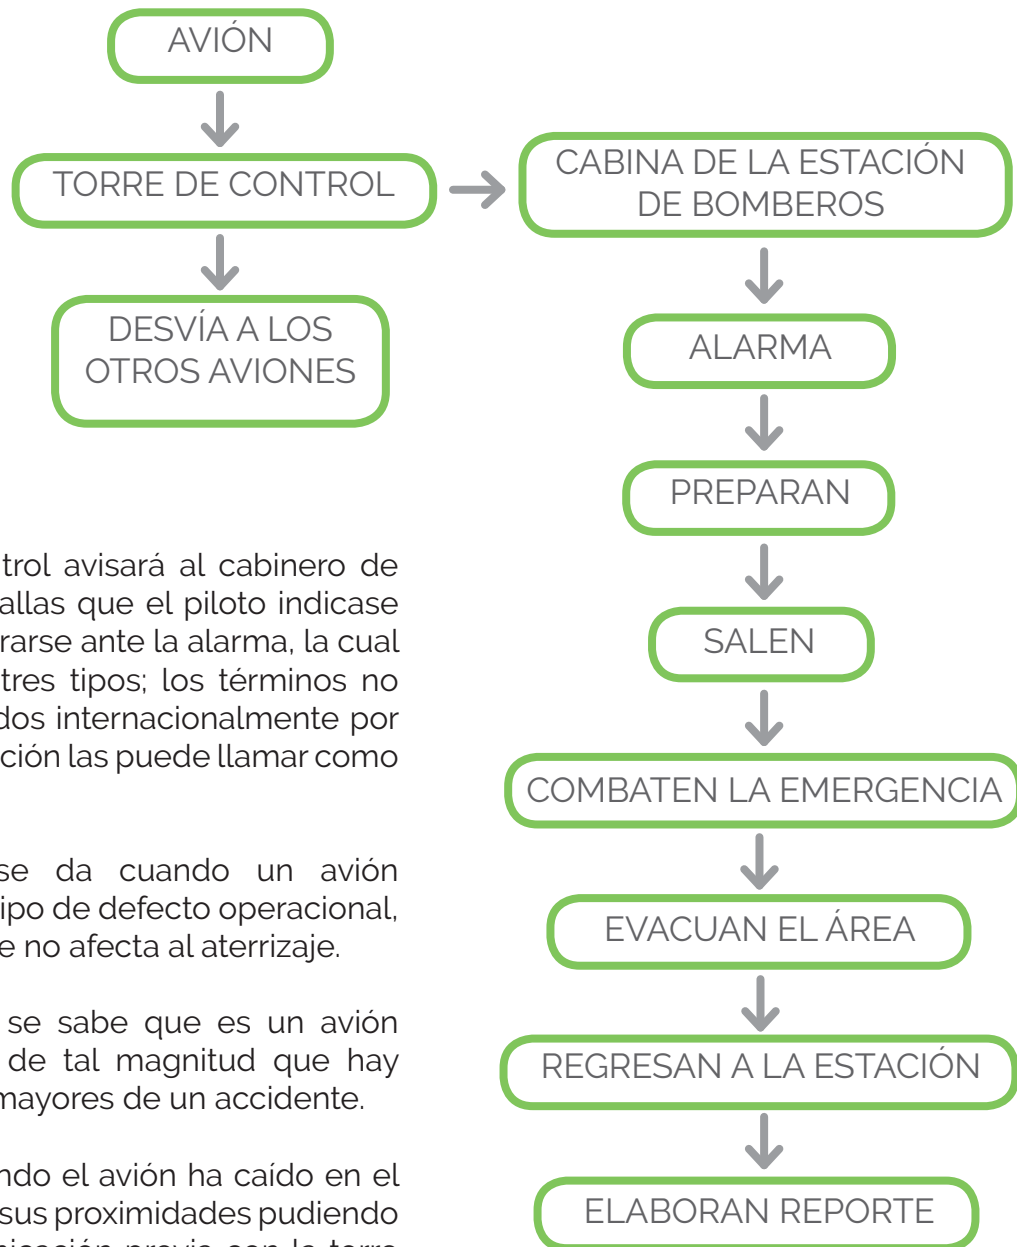 AVIÓN
TORRE DE CONTROL
DESVÍA A LOS
OTROS AVIONES
CABINA DE LA ESTACIÓN
DE BOMBEROS
ALARMA
PREPARAN
SALEN
COMBATEN LA EMERGENCIA
EVACUAN EL ÁREA
REGRESAN A LA ESTACIÓN
ELABORAN REPORTE
trol avisará al cabinero de
allas que el piloto indicase
rarse ante la alarma, la cual
tres tipos; los términos no
dos internacionalmente por
ción las puede llamar como
se da cuando un avión
ipo de defecto operacional,
e no afecta al aterrizaje.
se sabe que es un avión
de tal magnitud que hay
mayores de un accidente.
ndo el avión ha caído en el
sus proximidades pudiendo
nicación previa con la torre